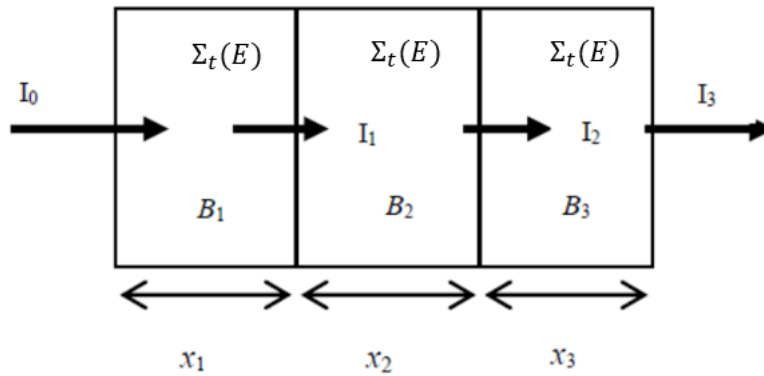 Σₜ(E) Σₜ(E) Σₜ(E)
I₀ I₃
I₁ I₂
B₁ B₂ B₃
x₁ x₂ x₃